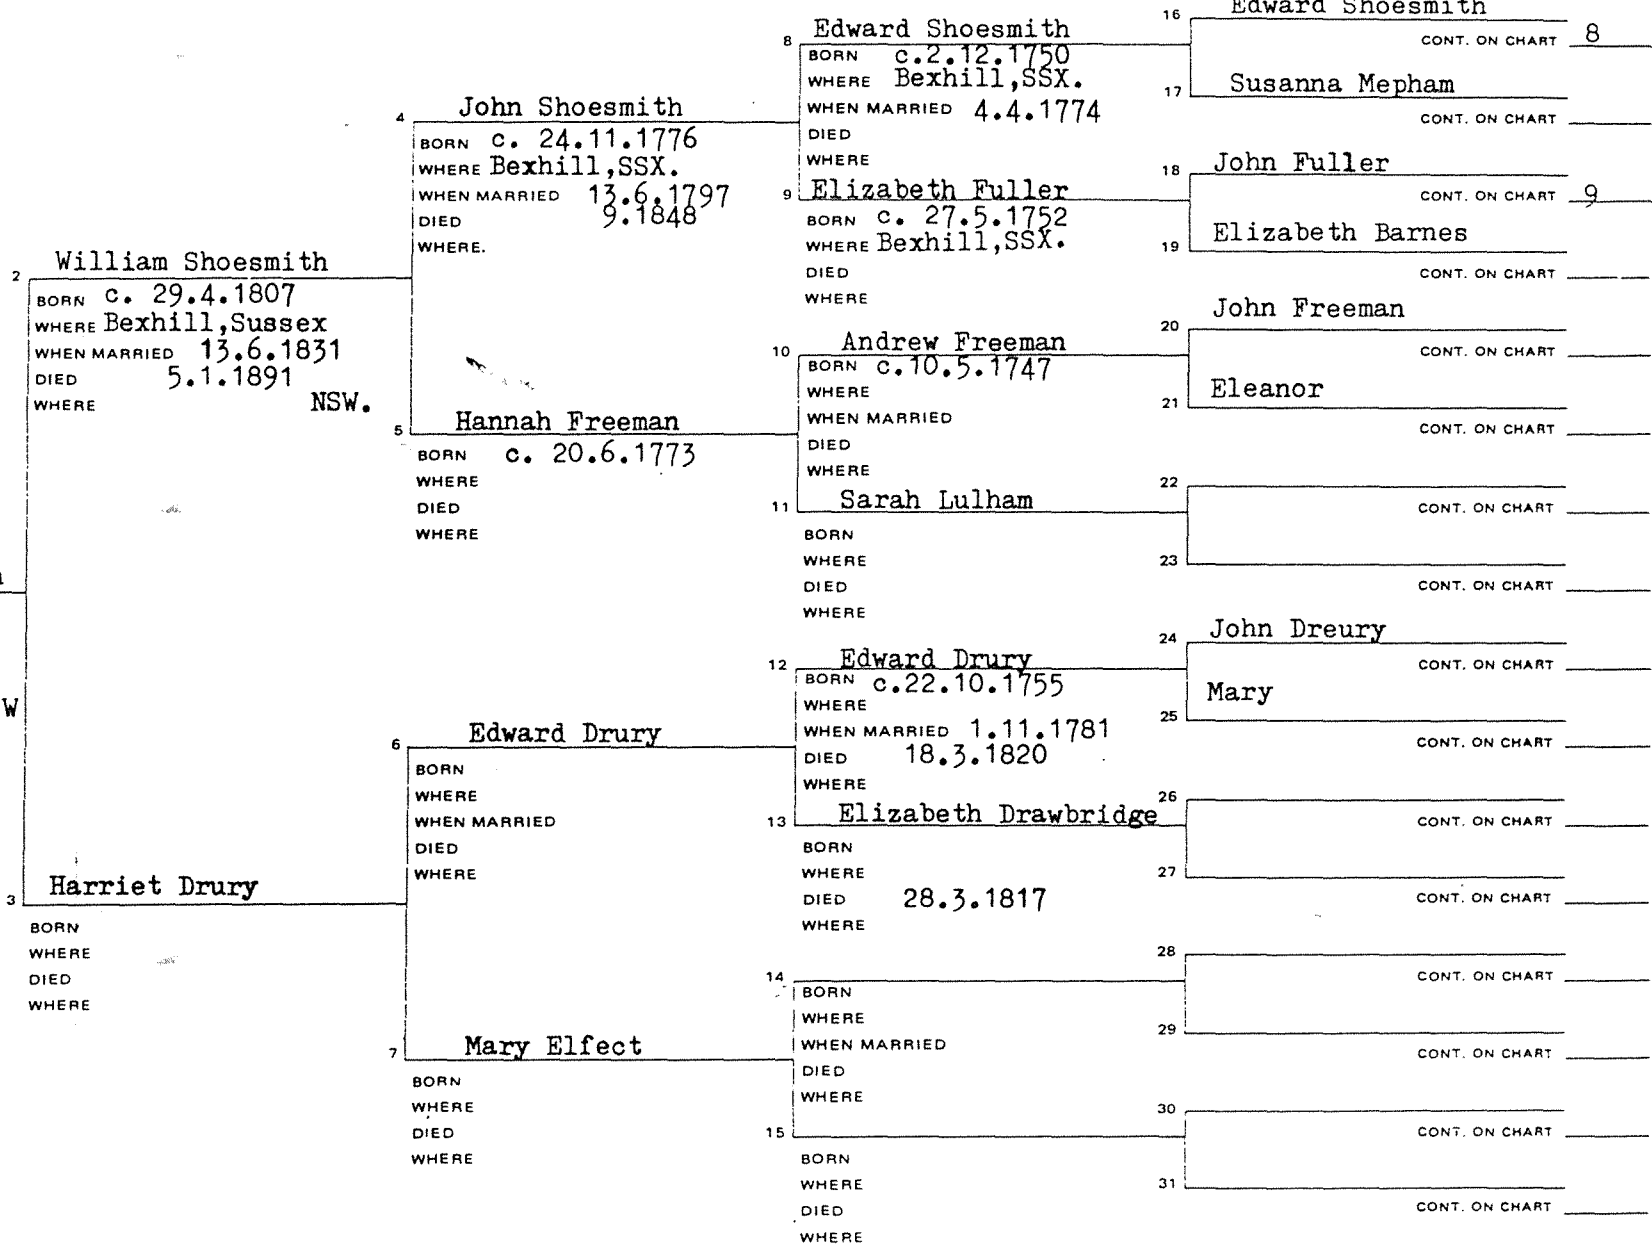 2
William Shoesmith
BORN c. 29.4.1807
WHERE Bexhill,Sussex
WHEN MARRIED 13.6.1831
DIED 5.1.1891
WHERE NSW.
W
3
Harriet Drury
BORN
WHERE
DIED
WHERE
4
John Shoesmith
BORN c. 24.11.1776
WHERE Bexhill,SSX.
WHEN MARRIED 13.6.1797
DIED 9.1848
WHERE.
5
Hannah Freeman
BORN c. 20.6.1773
WHERE
DIED
WHERE
6
Edward Drury
BORN
WHERE
WHEN MARRIED
DIED
WHERE
7
Mary Elfect
BORN
WHERE
DIED
WHERE
8
Edward Shoesmith
BORN c.2.12.1750
WHERE Bexhill,SSX.
WHEN MARRIED 4.4.1774
DIED
WHERE
9
Elizabeth Fuller
BORN c. 27.5.1752
WHERE Bexhill,SSX.
DIED
WHERE
10
Andrew Freeman
BORN c.10.5.1747
WHERE
WHEN MARRIED
DIED
WHERE
11
Sarah Lulham
BORN
WHERE
DIED
WHERE
12
Edward Drury
BORN c.22.10.1755
WHERE
WHEN MARRIED 1.11.1781
DIED 18.3.1820
WHERE
13
Elizabeth Drawbridge
BORN
WHERE
DIED 28.3.1817
WHERE
14
BORN
WHERE
WHEN MARRIED
DIED
WHERE
15
BORN
WHERE
DIED
WHERE
16
Edward Shoesmith
CONT. ON CHART 8
17
Susanna Mepham
CONT. ON CHART
18
John Fuller
CONT. ON CHART 9
19
Elizabeth Barnes
CONT. ON CHART
20
John Freeman
CONT. ON CHART
21
Eleanor
CONT. ON CHART
22
CONT. ON CHART
23
CONT. ON CHART
24
John Dreury
CONT. ON CHART
25
Mary
CONT. ON CHART
26
CONT. ON CHART
27
CONT. ON CHART
28
CONT. ON CHART
29
CONT. ON CHART
30
CONT. ON CHART
31
CONT. ON CHART